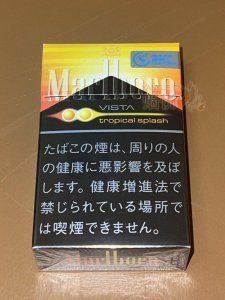 Marlboro
VISTA
tropical splash
たばこの煙は、周りの人
の健康に悪影響を及ぼ
します。健康増進法で
禁じられている場所で
は喫煙できません。
Marlboro